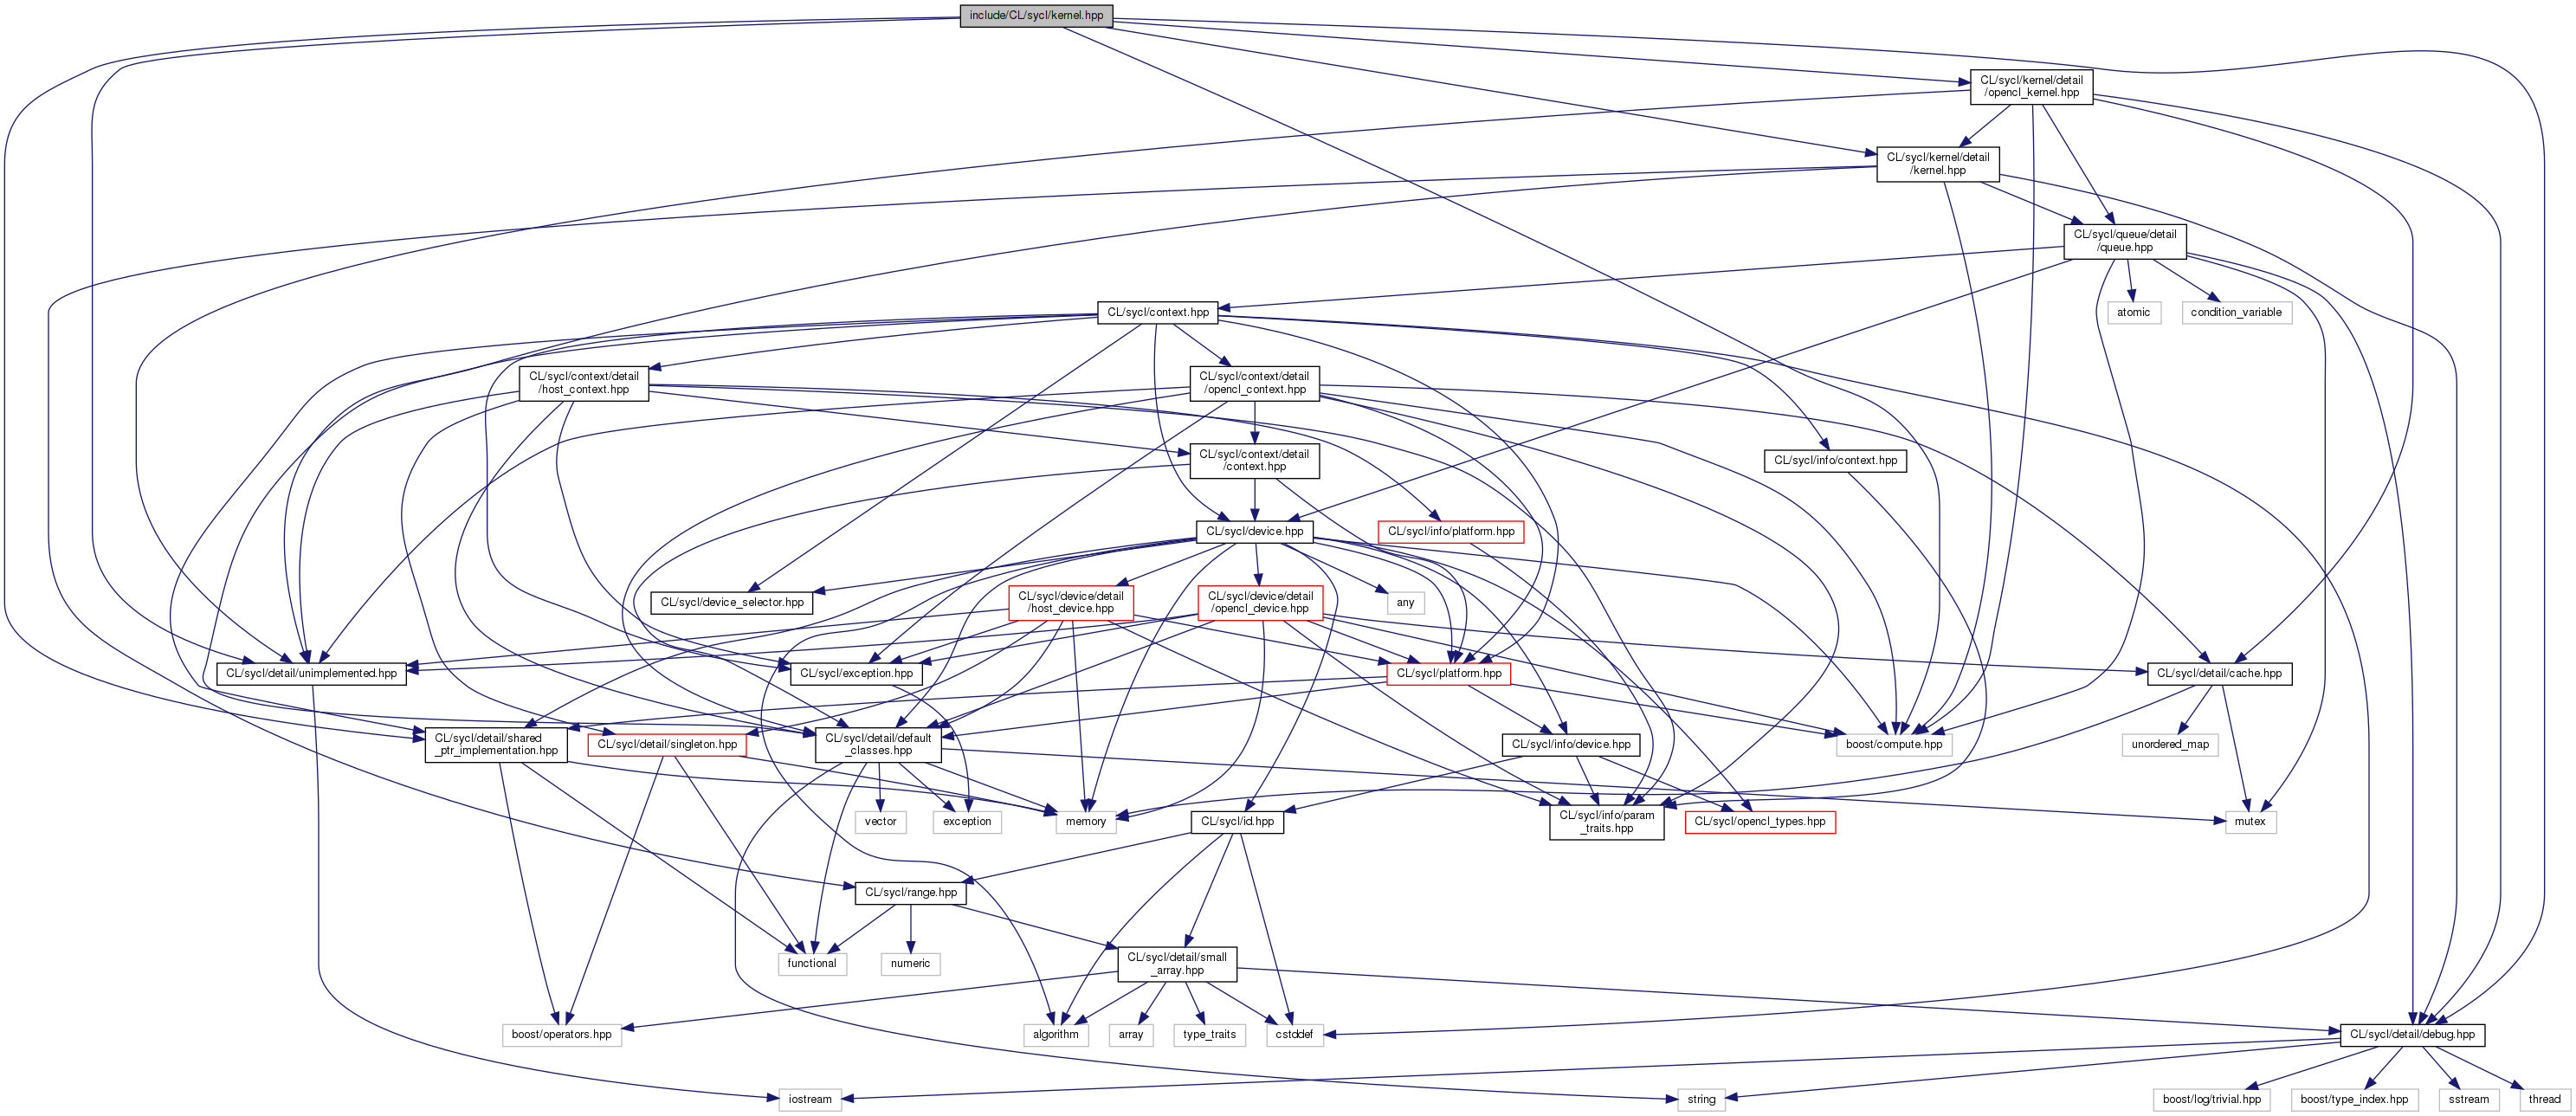 include/CL/sycl/kernel.hpp
CL/sycl/kernel/detail
/opencl_kernel.hpp
CL/sycl/kernel/detail
/kernel.hpp
CL/sycl/queue/detail
/queue.hpp
CL/sycl/context.hpp
atomic
condition_variable
CL/sycl/context/detail
/host_context.hpp
CL/sycl/context/detail
/opencl_context.hpp
CL/sycl/context/detail
/context.hpp
CL/sycl/info/context.hpp
CL/sycl/device.hpp
CL/sycl/info/platform.hpp
CL/sycl/device_selector.hpp
CL/sycl/device/detail
/host_device.hpp
CL/sycl/device/detail
/opencl_device.hpp
any
CL/sycl/detail/unimplemented.hpp
CL/sycl/exception.hpp
CL/sycl/platform.hpp
CL/sycl/detail/cache.hpp
CL/sycl/detail/shared
_ptr_implementation.hpp
CL/sycl/detail/singleton.hpp
CL/sycl/detail/default
_classes.hpp
CL/sycl/info/device.hpp
boost/compute.hpp
unordered_map
vector
exception
memory
CL/sycl/id.hpp
CL/sycl/info/param
_traits.hpp
CL/sycl/opencl_types.hpp
mutex
CL/sycl/range.hpp
functional
numeric
CL/sycl/detail/small
_array.hpp
boost/operators.hpp
algorithm
array
type_traits
cstddef
CL/sycl/detail/debug.hpp
iostream
string
boost/log/trivial.hpp
boost/type_index.hpp
sstream
thread